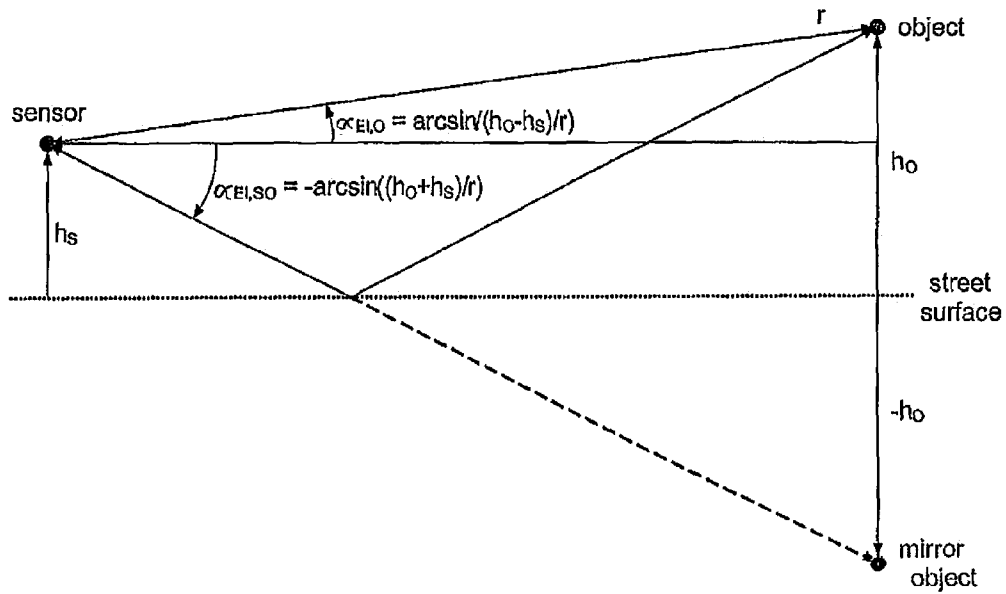 r
object
sensor
αEl,O = arcsin/(hO-hS)/r)
hO
αEl,SO = -arcsin((hO+hS)/r)
hS
street
surface
-hO
mirror
object